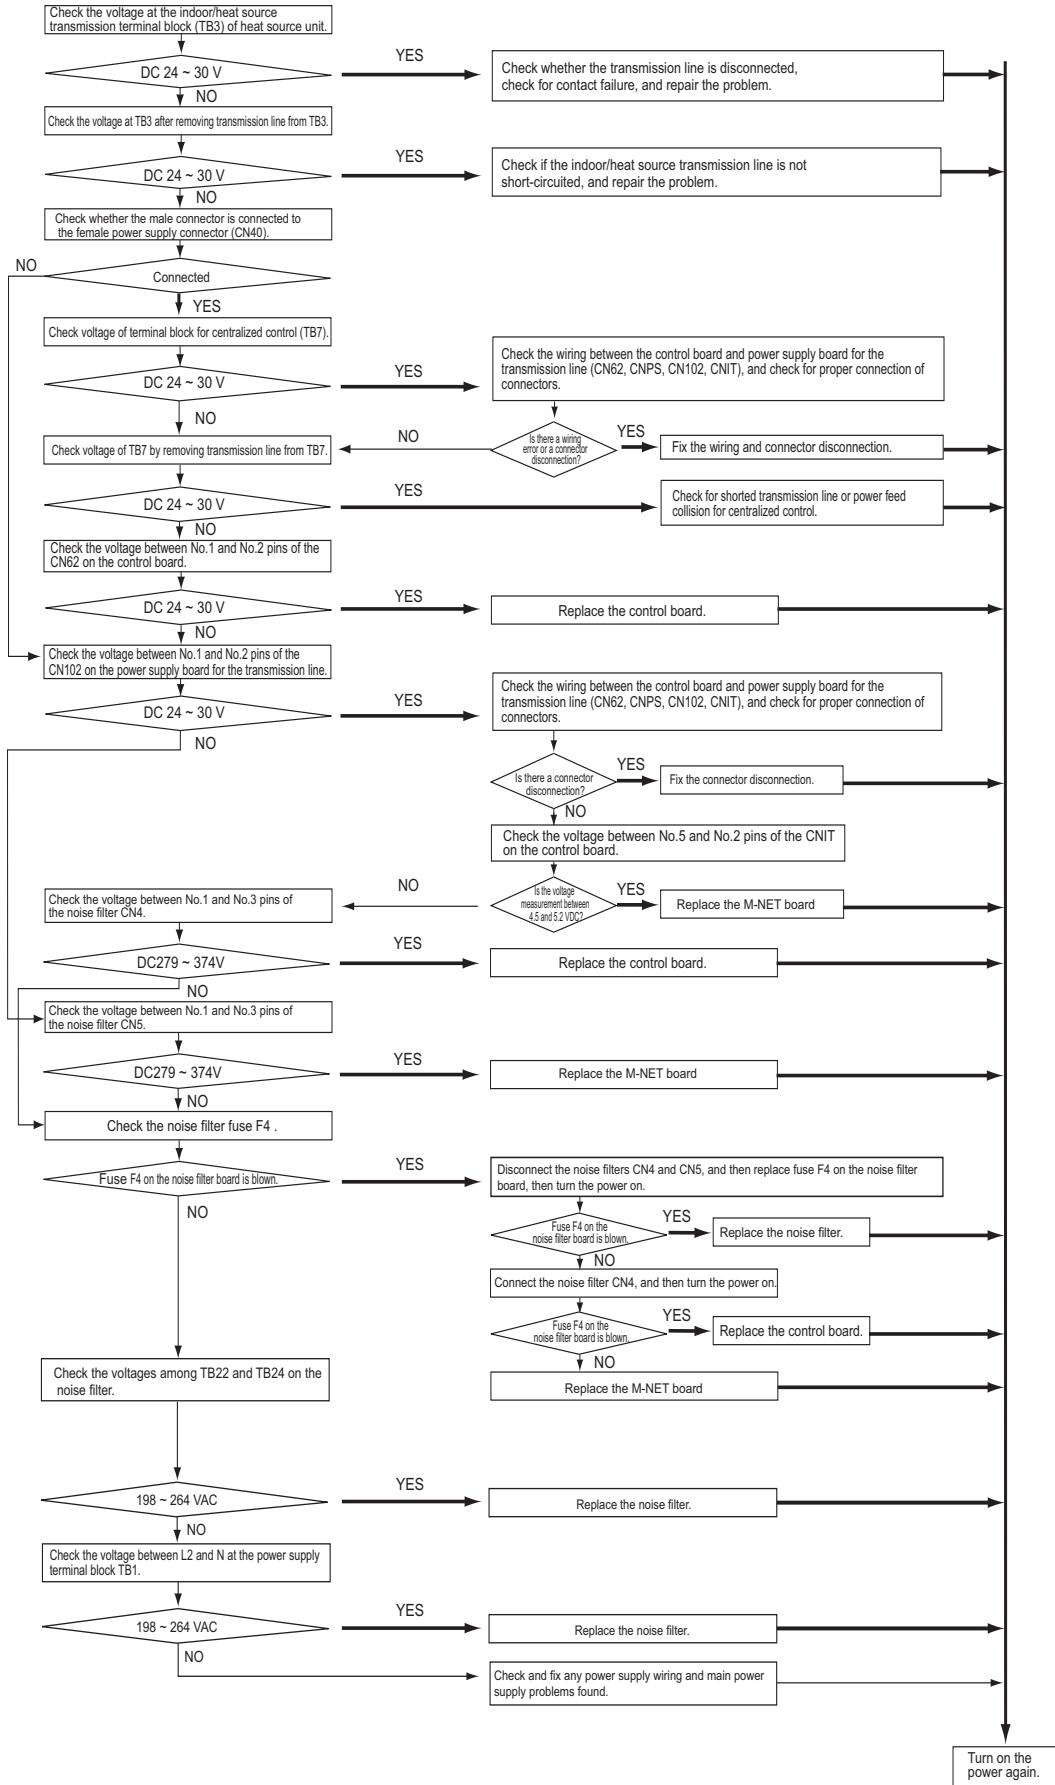 Check the voltage at the indoor/heat source
transmission terminal block (TB3) of heat source unit.
DC 24 ~ 30 V
YES
Check whether the transmission line is disconnected,
check for contact failure, and repair the problem.
NO
Check the voltage at TB3 after removing transmission line from TB3.
DC 24 ~ 30 V
YES
Check if the indoor/heat source transmission line is not
short-circuited, and repair the problem.
NO
Check whether the male connector is connected to
the female power supply connector (CN40).
NO
Connected
YES
Check voltage of terminal block for centralized control (TB7).
DC 24 ~ 30 V
YES
Check the wiring between the control board and power supply board for the
transmission line (CN62, CNPS, CN102, CNIT), and check for proper connection of
connectors.
NO
Check voltage of TB7 by removing transmission line from TB7.
NO
Is there a wiring
error or a connector
disconnection?
YES
Fix the wiring and connector disconnection.
DC 24 ~ 30 V
YES
Check for shorted transmission line or power feed
collision for centralized control.
NO
Check the voltage between No.1 and No.2 pins of the
CN62 on the control board.
DC 24 ~ 30 V
YES
Replace the control board.
NO
Check the voltage between No.1 and No.2 pins of the
CN102 on the power supply board for the transmission line.
DC 24 ~ 30 V
YES
Check the wiring between the control board and power supply board for the
transmission line (CN62, CNPS, CN102, CNIT), and check for proper connection of
connectors.
NO
Is there a connector
disconnection?
YES
Fix the connector disconnection.
NO
Check the voltage between No.5 and No.2 pins of the CNIT
on the control board.
Is the voltage
measurement between
4.5 and 5.2 VDC?
YES
Replace the M-NET board
NO
Check the voltage between No.1 and No.3 pins of
the noise filter CN4.
DC279 ~ 374V
YES
Replace the control board.
NO
Check the voltage between No.1 and No.3 pins of
the noise filter CN5.
DC279 ~ 374V
YES
Replace the M-NET board
NO
Check the noise filter fuse F4 .
Fuse F4 on the noise filter board is blown.
YES
Disconnect the noise filters CN4 and CN5, and then replace fuse F4 on the noise filter
board, then turn the power on.
NO
Fuse F4 on the
noise filter board is blown.
YES
Replace the noise filter.
NO
Connect the noise filter CN4, and then turn the power on.
Fuse F4 on the
noise filter board is blown.
YES
Replace the control board.
NO
Replace the M-NET board
Check the voltages among TB22 and TB24 on the
noise filter.
198 ~ 264 VAC
YES
Replace the noise filter.
NO
Check the voltage between L2 and N at the power supply
terminal block TB1.
198 ~ 264 VAC
YES
Replace the noise filter.
NO
Check and fix any power supply wiring and main power
supply problems found.
Turn on the
power again.